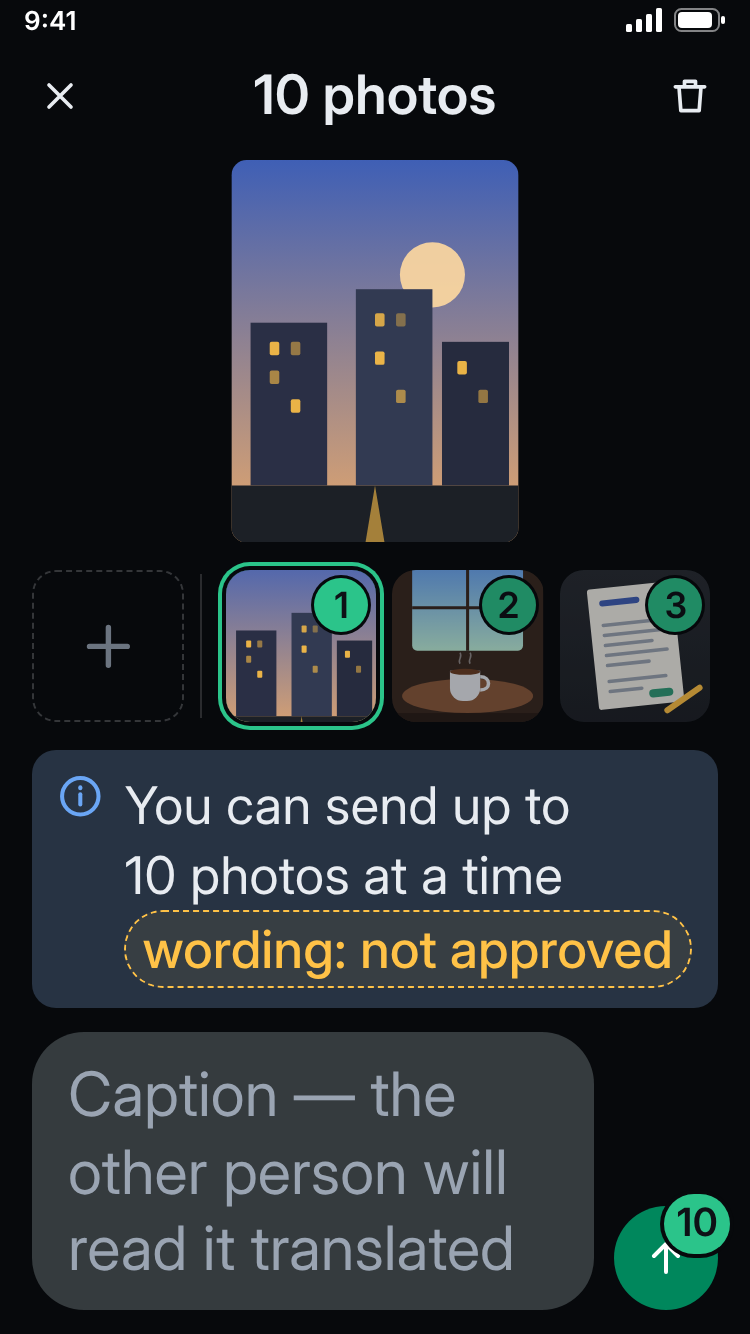 9:41
10 photos
1
2
3
You can send up to
10 photos at a time
wording: not approved
Caption — the
other person will
read it translated
10